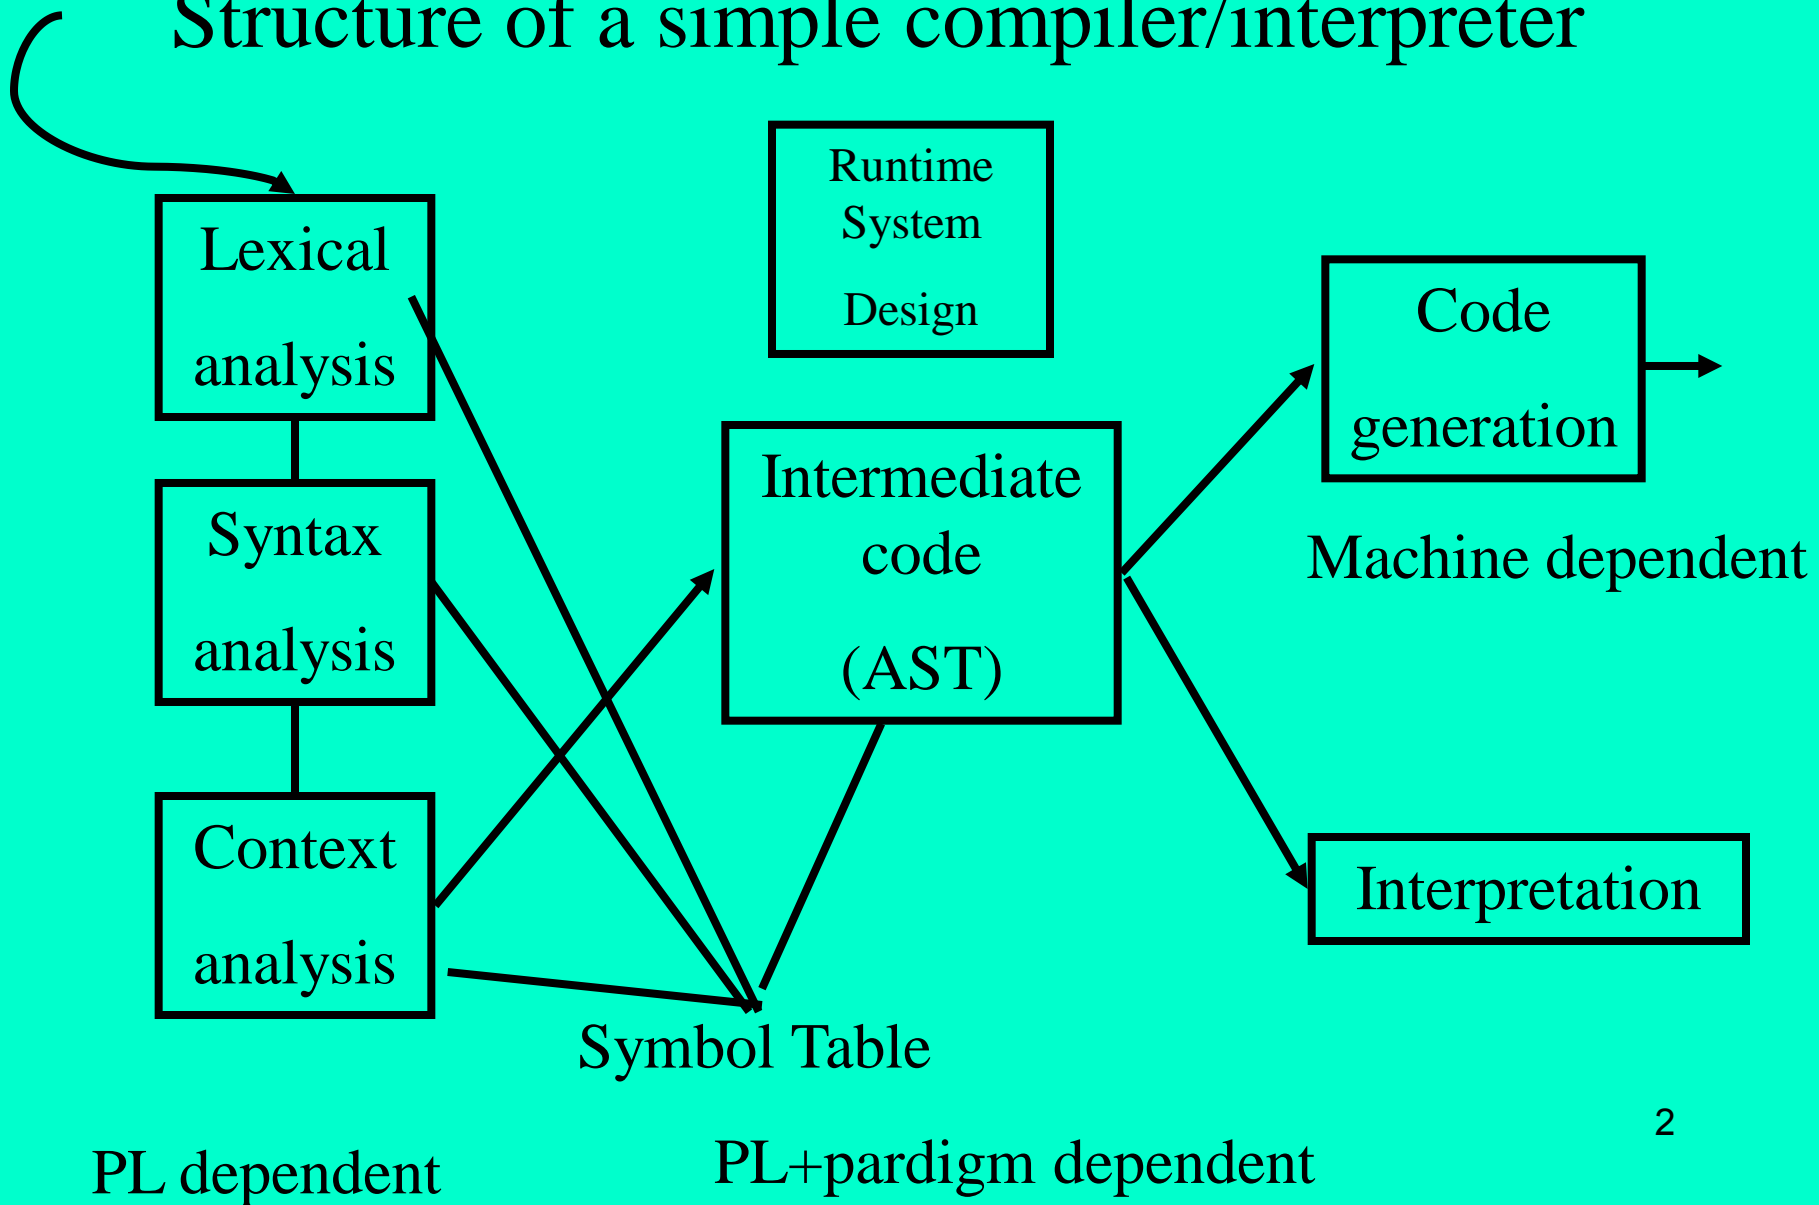 Structure of a simple compiler/interpreter
Lexical
analysis
Syntax
analysis
Context
analysis
Runtime
System
Design
Intermediate
code
(AST)
Symbol Table
Code
generation
Machine dependent
Interpretation
PL dependent
PL+pardigm dependent
2